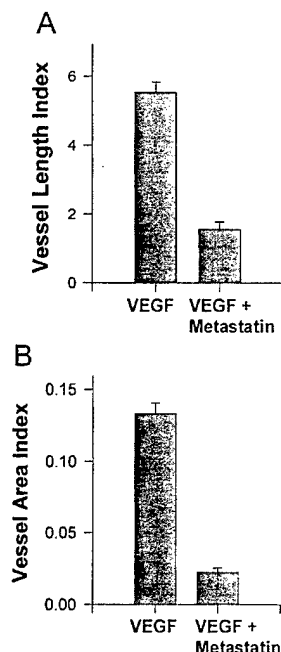 A
Vessel Length Index
6
4
2
0
VEGF
VEGF +
Metastatin
B
Vessel Area Index
0.15
0.10
0.05
0.00
VEGF
VEGF +
Metastatin